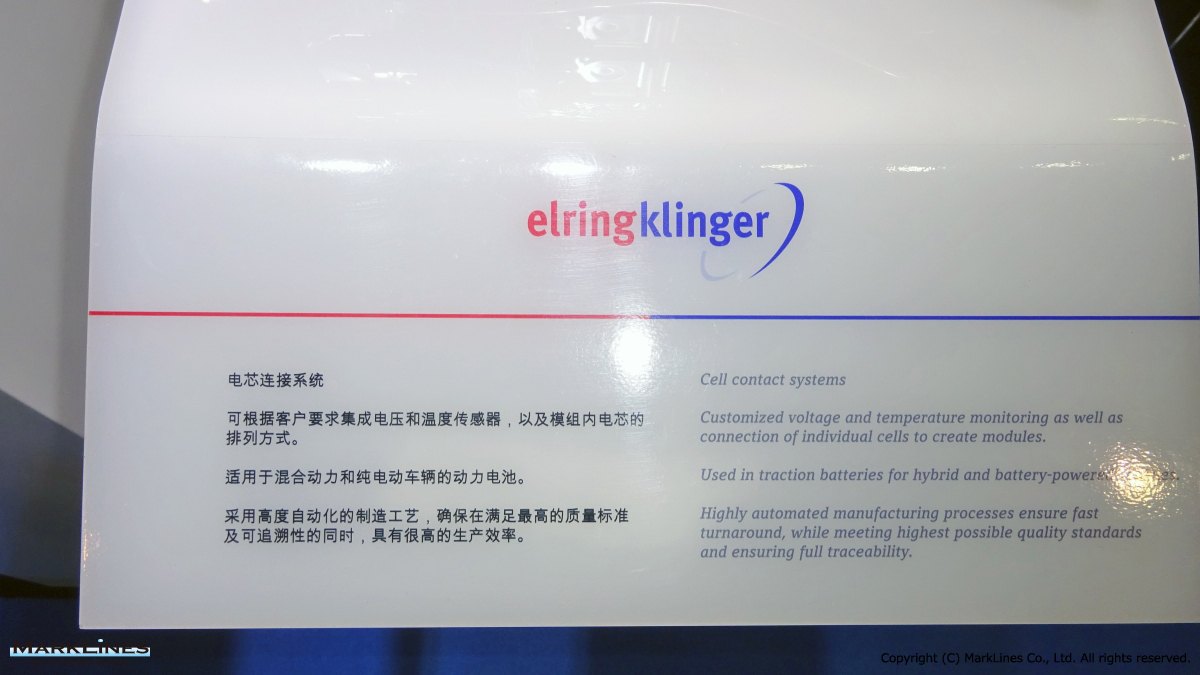 elringklinger
电芯连接系统
可根据客户要求集成电压和温度传感器，以及模组内电芯的
排列方式。
适用于混合动力和纯电动车辆的动力电池。
采用高度自动化的制造工艺，确保在满足最高的质量标准
及可追溯性的同时，具有很高的生产效率。
Cell contact systems
Customized voltage and temperature monitoring as well as
connection of individual cells to create modules.
Used in traction batteries for hybrid and battery-powered
Highly automated manufacturing processes ensure fast
turnaround, while meeting highest possible quality standards
and ensuring full traceability.
MARKLINES
Copyright (C) MarkLines Co., Ltd. All rights reserved.